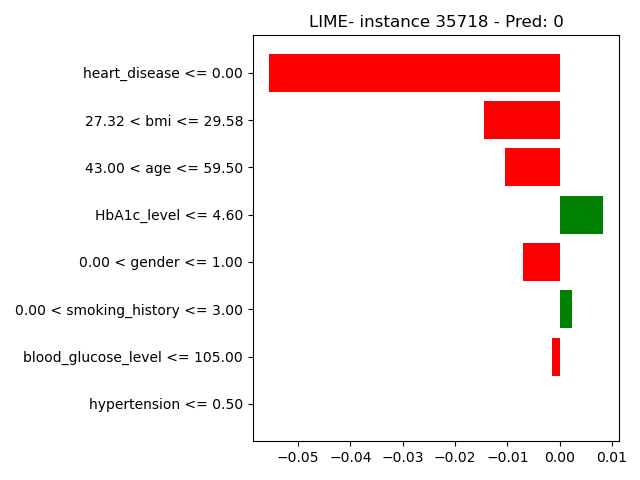 LIME- instance 35718 - Pred: 0
heart_disease <= 0.00
27.32 < bmi <= 29.58
43.00 < age <= 59.50
HbA1c_level <= 4.60
0.00 < gender <= 1.00
0.00 < smoking_history <= 3.00
blood_glucose_level <= 105.00
hypertension <= 0.50
−0.05 −0.04 −0.03 −0.02 −0.01 0.00 0.01